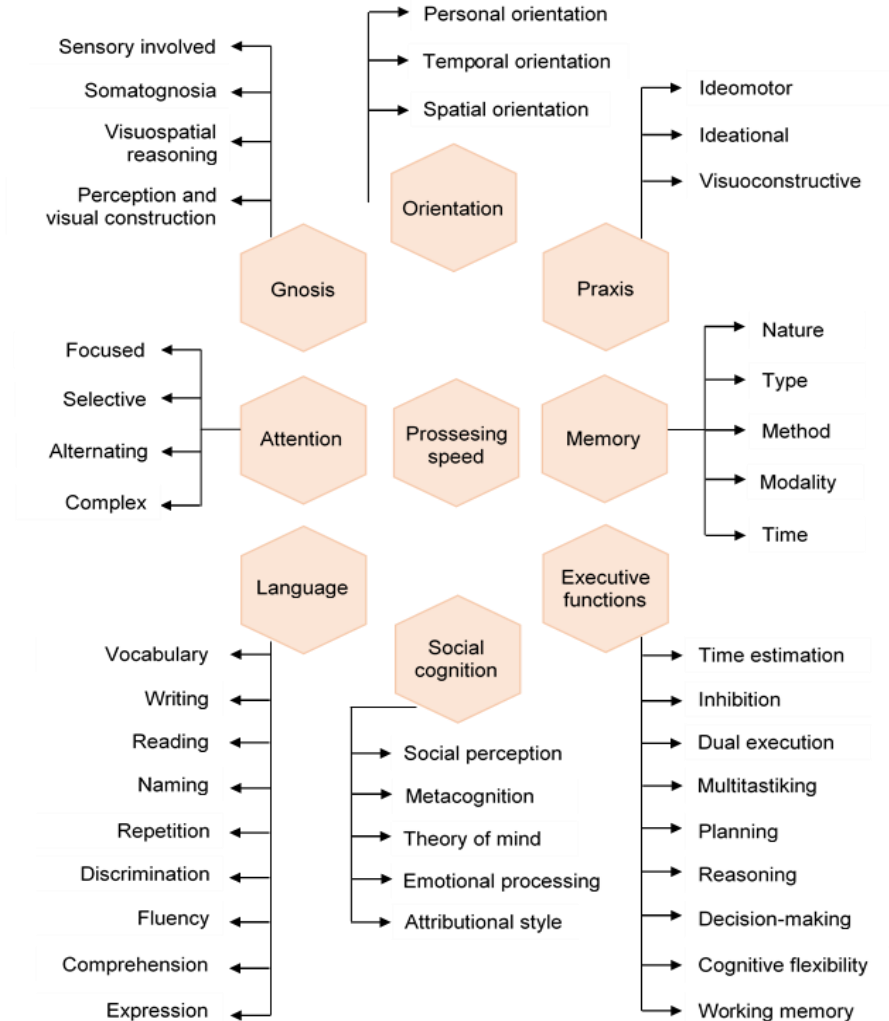 Personal orientation
Temporal orientation
Spatial orientation
Orientation
Sensory involved
Somatognosia
Visuospatial
reasoning
Perception and
visual construction
Gnosis
Ideomotor
Ideational
Visuoconstructive
Praxis
Focused
Selective
Alternating
Complex
Attention
Prossesing
speed
Memory
Nature
Type
Method
Modality
Time
Language
Vocabulary
Writing
Reading
Naming
Repetition
Discrimination
Fluency
Comprehension
Expression
Social
cognition
Social perception
Metacognition
Theory of mind
Emotional processing
Attributional style
Executive
functions
Time estimation
Inhibition
Dual execution
Multitastiking
Planning
Reasoning
Decision-making
Cognitive flexibility
Working memory